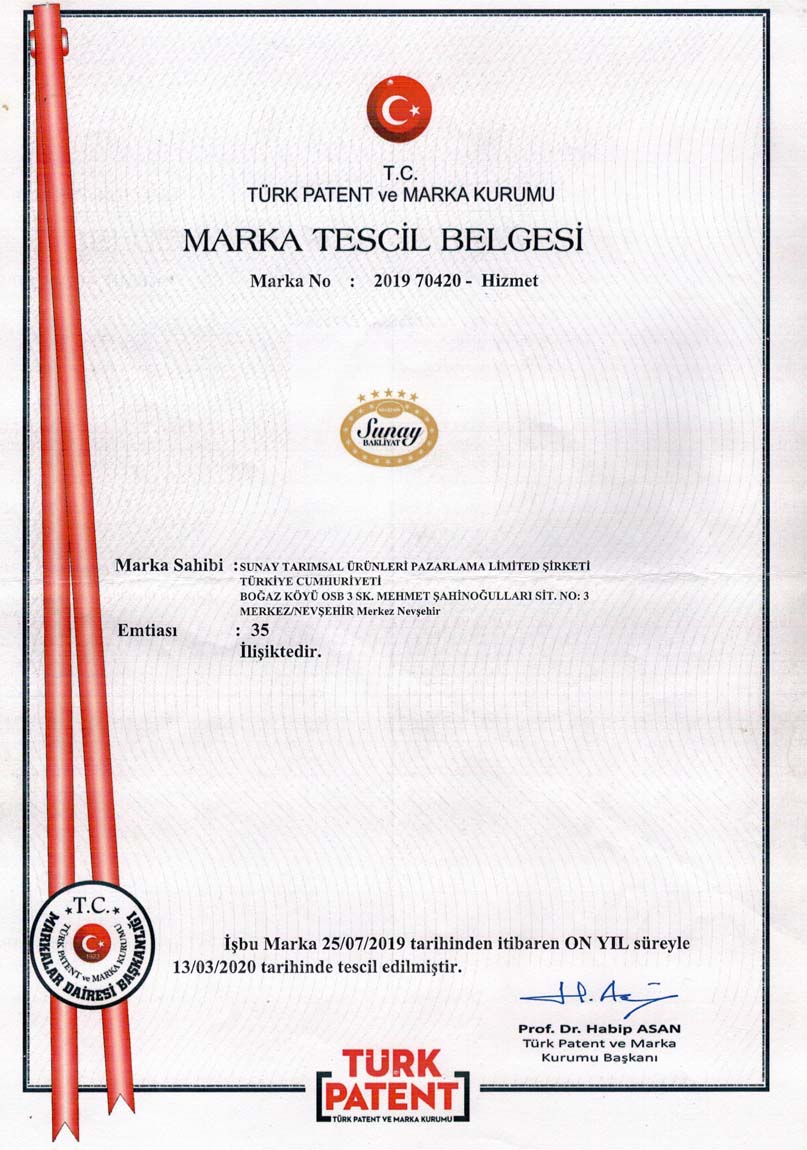 T.C.
TÜRK PATENT ve MARKA KURUMU
MARKA TESCİL BELGESİ
Marka No : 2019 70420 - Hizmet
Sunay
BAKLİYAT
Marka Sahibi : SUNAY TARIMSAL ÜRÜNLERİ PAZARLAMA LIMITED ŞİRKETİ
TÜRKİYE CUMHURİYETİ
BOĞAZ KÖYÜ OSB 3 SK. MEHMET ŞAHİNOĞULLARI SİT. NO: 3
MERKEZ/NEVŞEHİR Merkez Nevşehir
Emtiası : 35
İlişiktedir.
T.C.
MARKALAR DAİRESİ BAŞKANLIĞI
TÜRK PATENT ve MARKA KURUMU
1923
İşbu Marka 25/07/2019 tarihinden itibaren ON YIL süreyle
13/03/2020 tarihinde tescil edilmiştir.
Prof. Dr. Habip ASAN
Türk Patent ve Marka
Kurumu Başkanı
TÜRK
PATENT
TÜRK PATENT VE MARKA KURUMU